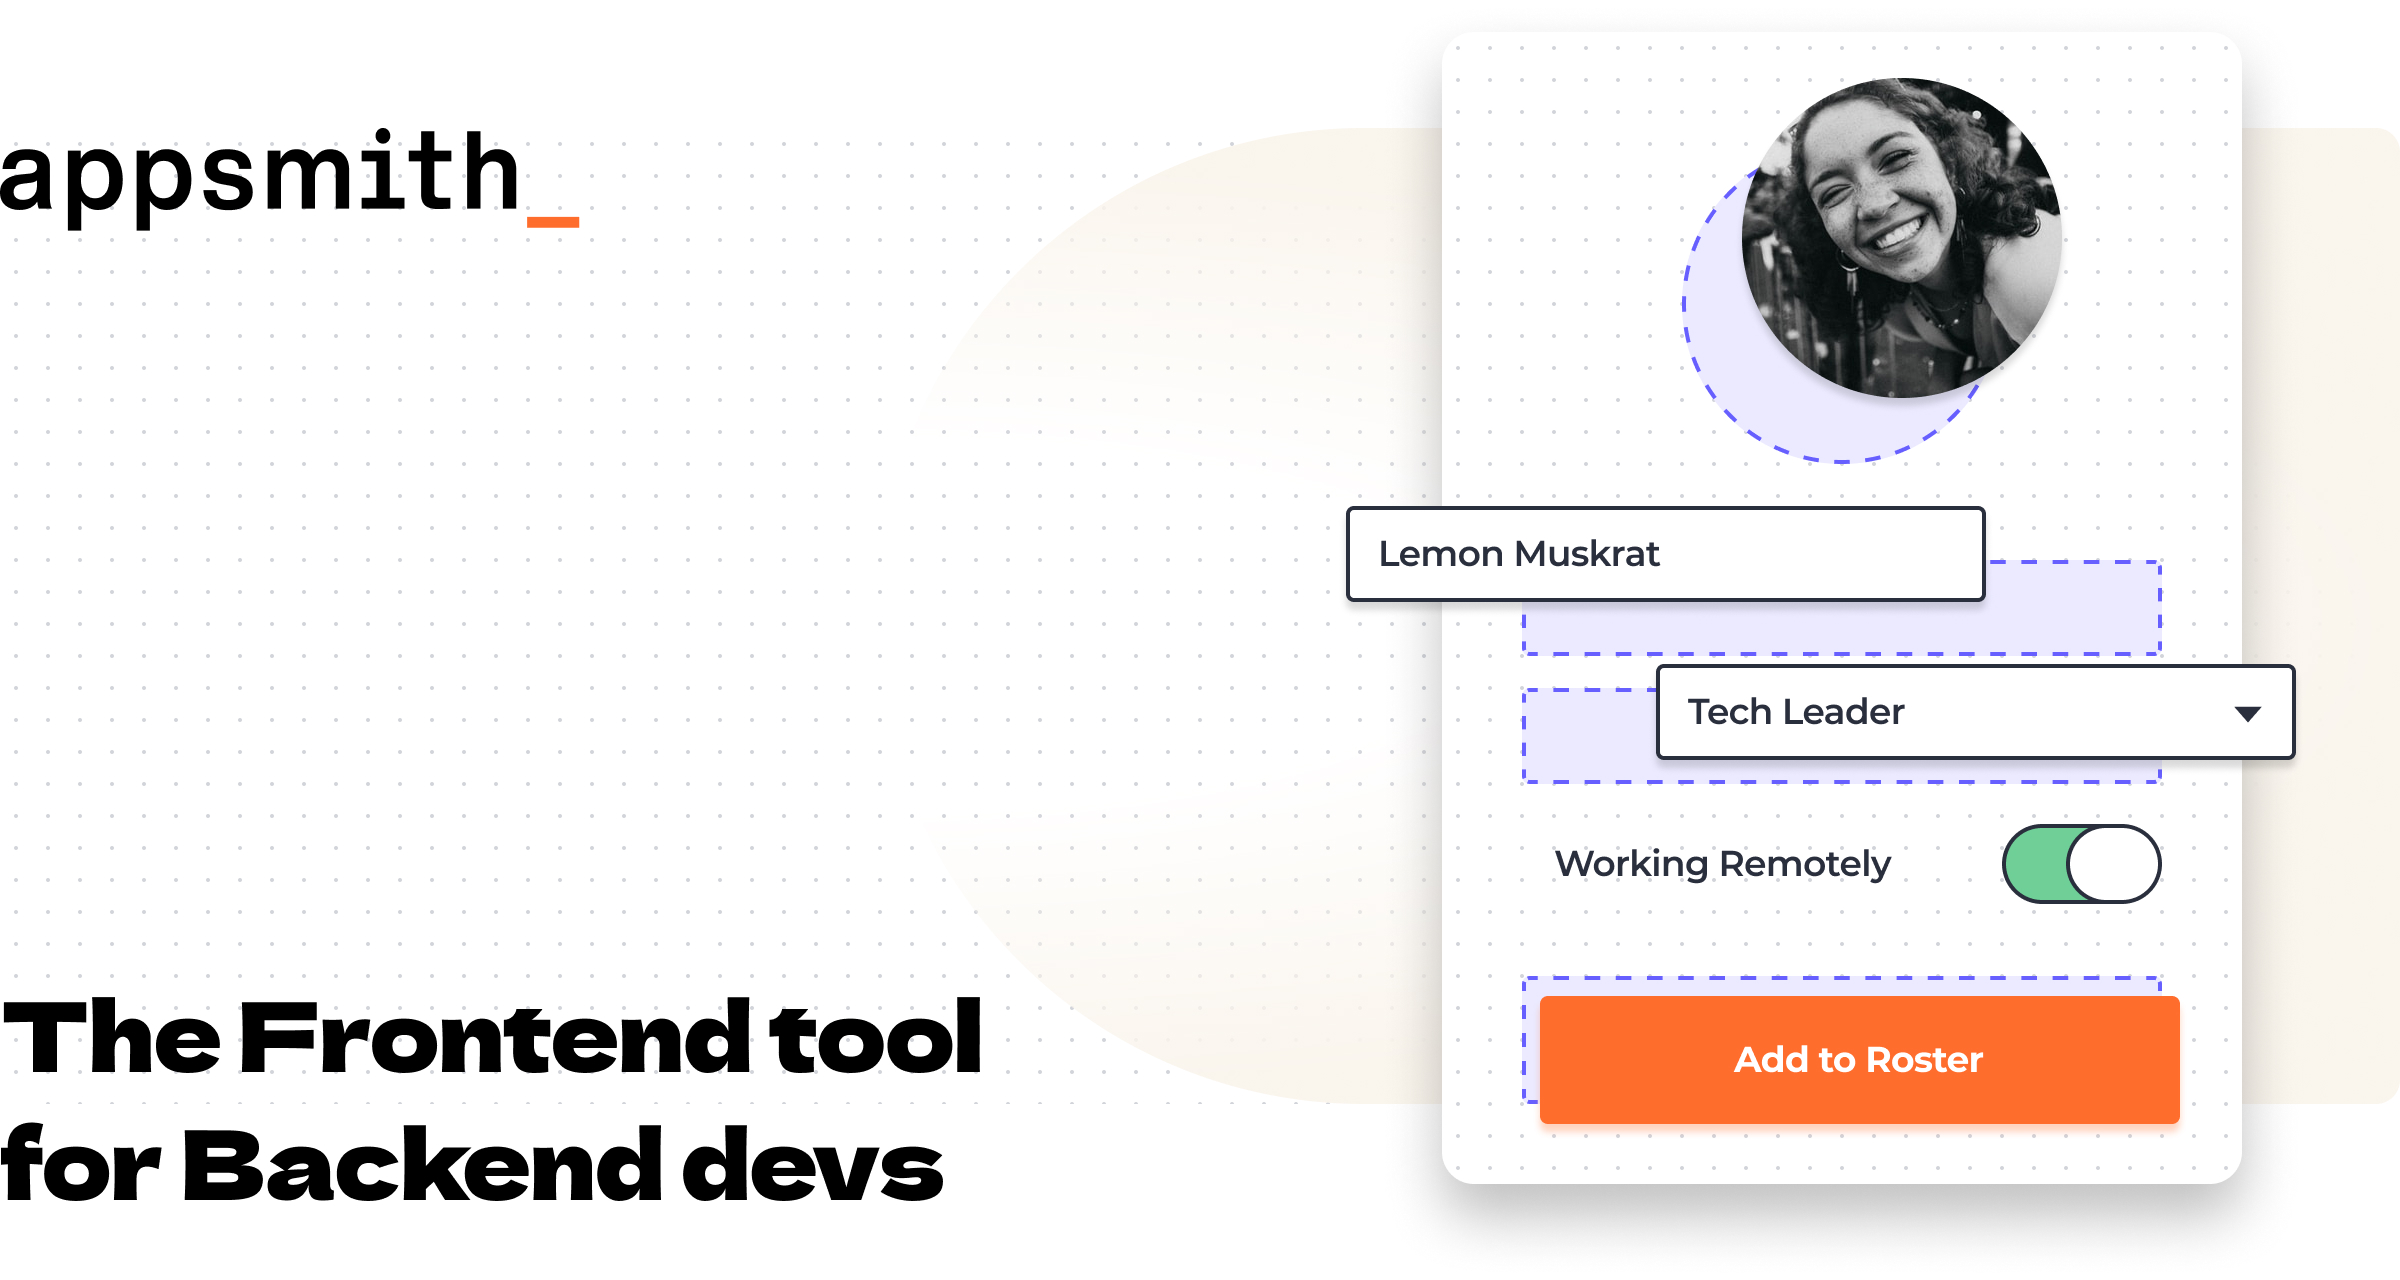 appsmith_
The Frontend tool
for Backend devs
Lemon Muskrat
Tech Leader
Working Remotely
Add to Roster